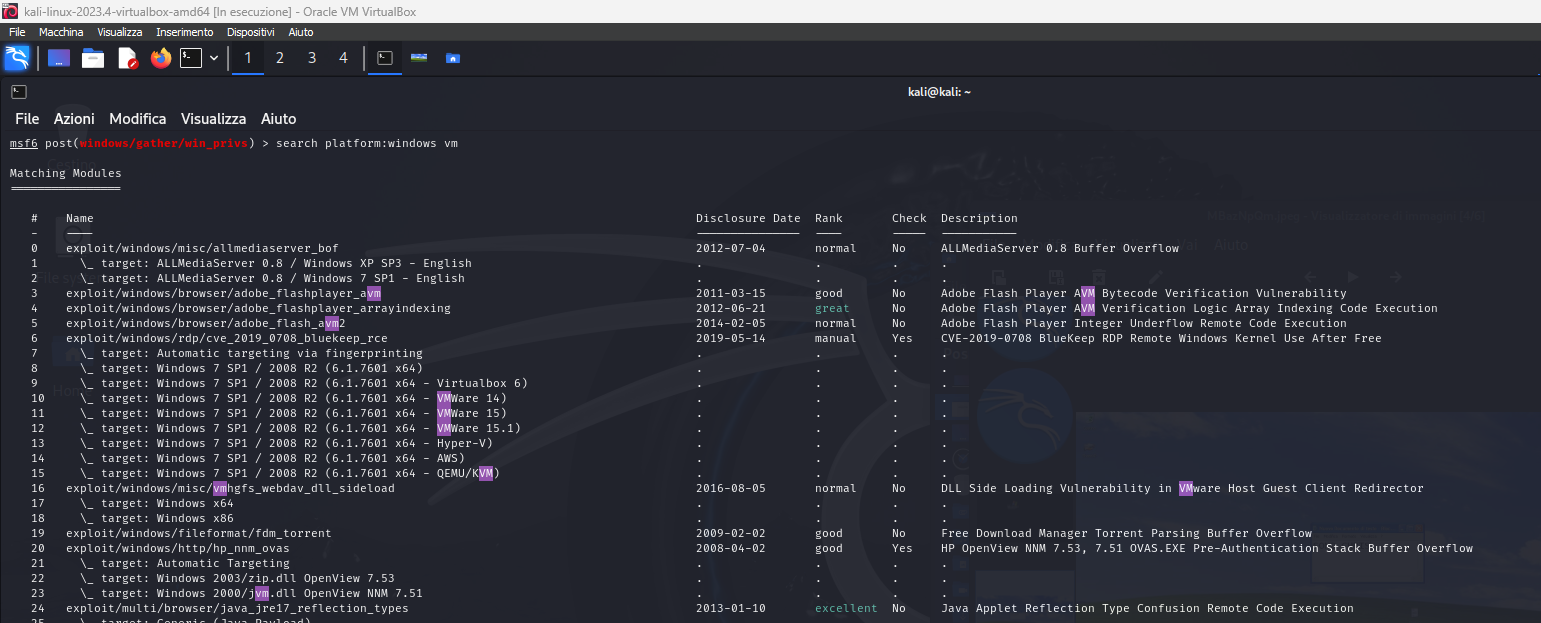 kali-linux-2023.4-virtualbox-amd64 [In esecuzione] - Oracle VM VirtualBox
File Macchina Visualizza Inserimento Dispositivi Aiuto
1 2 3 4
kali@kali: ~
File Azioni Modifica Visualizza Aiuto
msf6 post(windows/gather/win_privs) > search platform:windows vm
Matching Modules
================
# Name Disclosure Date Rank Check Description
- ---- --------------- ---- ----- -----------
0 exploit/windows/misc/allmediaserver_bof 2012-07-04 normal No ALLMediaServer 0.8 Buffer Overflow
1 \_ target: ALLMediaServer 0.8 / Windows XP SP3 - English . . . .
2 \_ target: ALLMediaServer 0.8 / Windows 7 SP1 - English . . . .
3 exploit/windows/browser/adobe_flashplayer_avm 2011-03-15 good No Adobe Flash Player AVM Bytecode Verification Vulnerability
4 exploit/windows/browser/adobe_flashplayer_arrayindexing 2012-06-21 great No Adobe Flash Player AVM Verification Logic Array Indexing Code Execution
5 exploit/windows/browser/adobe_flash_avm2 2014-02-05 normal No Adobe Flash Player Integer Underflow Remote Code Execution
6 exploit/windows/rdp/cve_2019_0708_bluekeep_rce 2019-05-14 manual Yes CVE-2019-0708 BlueKeep RDP Remote Windows Kernel Use After Free
7 \_ target: Automatic targeting via fingerprinting . . . .
8 \_ target: Windows 7 SP1 / 2008 R2 (6.1.7601 x64) . . . .
9 \_ target: Windows 7 SP1 / 2008 R2 (6.1.7601 x64 - Virtualbox 6) . . . .
10 \_ target: Windows 7 SP1 / 2008 R2 (6.1.7601 x64 - VMWare 14) . . . .
11 \_ target: Windows 7 SP1 / 2008 R2 (6.1.7601 x64 - VMWare 15) . . . .
12 \_ target: Windows 7 SP1 / 2008 R2 (6.1.7601 x64 - VMWare 15.1) . . . .
13 \_ target: Windows 7 SP1 / 2008 R2 (6.1.7601 x64 - Hyper-V) . . . .
14 \_ target: Windows 7 SP1 / 2008 R2 (6.1.7601 x64 - AWS) . . . .
15 \_ target: Windows 7 SP1 / 2008 R2 (6.1.7601 x64 - QEMU/KVM) . . . .
16 exploit/windows/misc/vmhgfs_webdav_dll_sideload 2016-08-05 normal No DLL Side Loading Vulnerability in VMware Host Guest Client Redirector
17 \_ target: Windows x64 . . . .
18 \_ target: Windows x86 . . . .
19 exploit/windows/fileformat/fdm_torrent 2009-02-02 good No Free Download Manager Torrent Parsing Buffer Overflow
20 exploit/windows/http/hp_nnm_ovas 2008-04-02 good Yes HP OpenView NNM 7.53, 7.51 OVAS.EXE Pre-Authentication Stack Buffer Overflow
21 \_ target: Automatic Targeting . . . .
22 \_ target: Windows 2003/zip.dll OpenView 7.53 . . . .
23 \_ target: Windows 2000/jvm.dll OpenView NNM 7.51 . . . .
24 exploit/multi/browser/java_jre17_reflection_types 2013-01-10 excellent No Java Applet Reflection Type Confusion Remote Code Execution
25 \_ target: Generic (Java Payload) . . . .